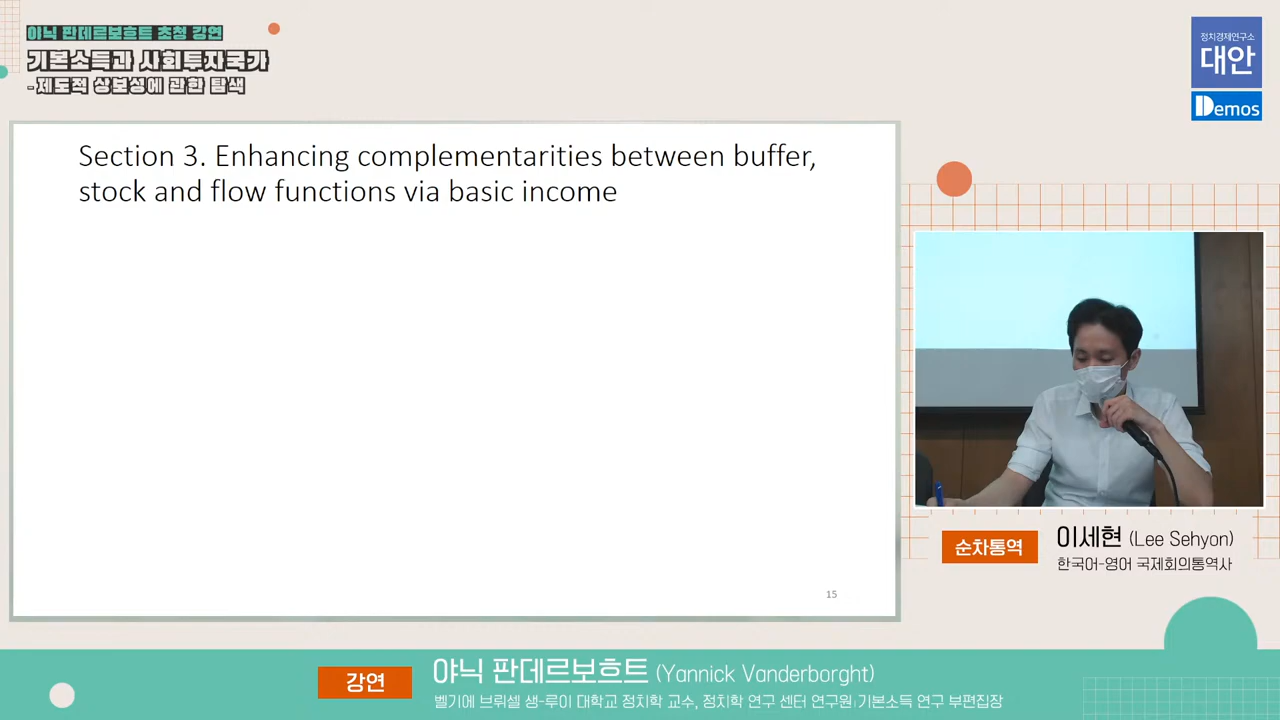 야닉 판데르보흐트 초청 강연
기본소득과 사회투자국가
- 제도적 상보성에 관한 탐색
정치경제연구소
대안
Demos
Section 3. Enhancing complementarities between buffer,
stock and flow functions via basic income
15
순차통역
이세현 (Lee Sehyon)
한국어-영어 국제회의통역사
강연
야닉 판데르보흐트 (Yannick Vanderborght)
벨기에 브뤼셀 생-루이 대학교 정치학 교수, 정치학 연구 센터 연구원, 기본소득 연구 부편집장